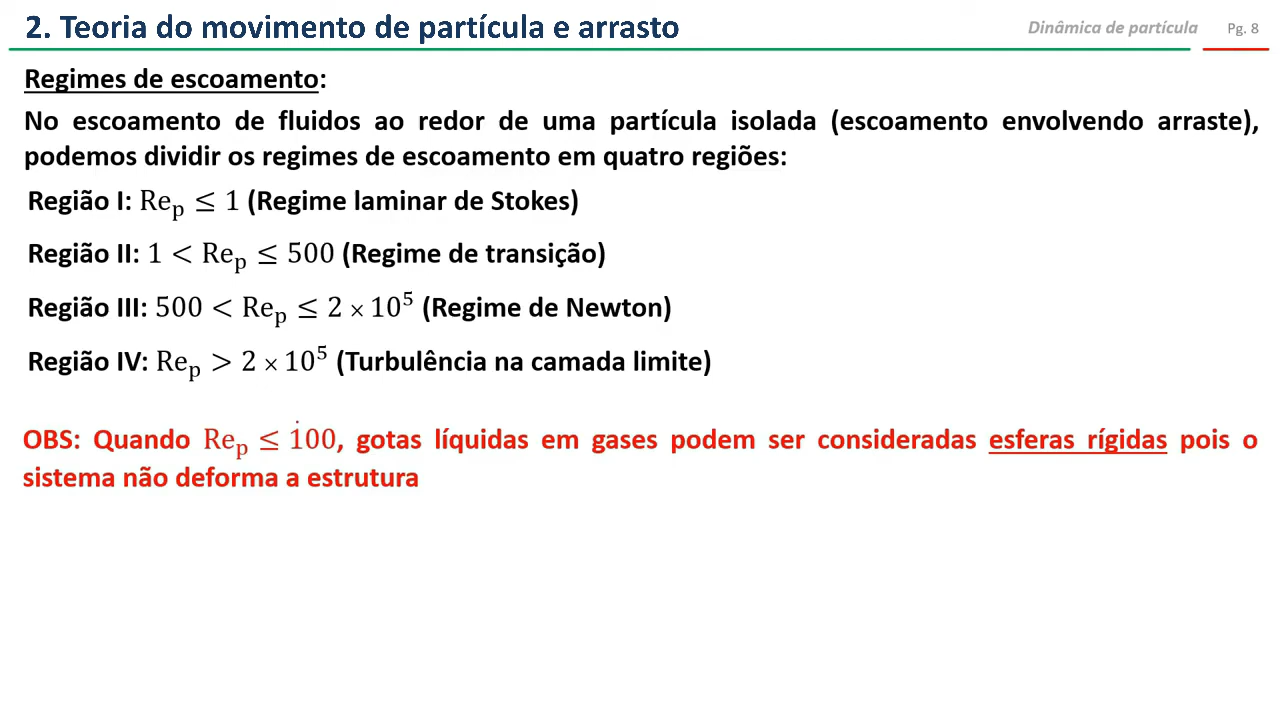 2. Teoria do movimento de partícula e arrasto
Dinâmica de partícula
Pg. 8
Regimes de escoamento:
No escoamento de fluidos ao redor de uma partícula isolada (escoamento envolvendo arraste),
podemos dividir os regimes de escoamento em quatro regiões:
Região I: Reₚ ≤ 1 (Regime laminar de Stokes)
Região II: 1 < Reₚ ≤ 500 (Regime de transição)
Região III: 500 < Reₚ ≤ 2 × 10⁵ (Regime de Newton)
Região IV: Reₚ > 2 × 10⁵ (Turbulência na camada limite)
OBS: Quando Reₚ ≤ 100, gotas líquidas em gases podem ser consideradas esferas rígidas pois o
sistema não deforma a estrutura